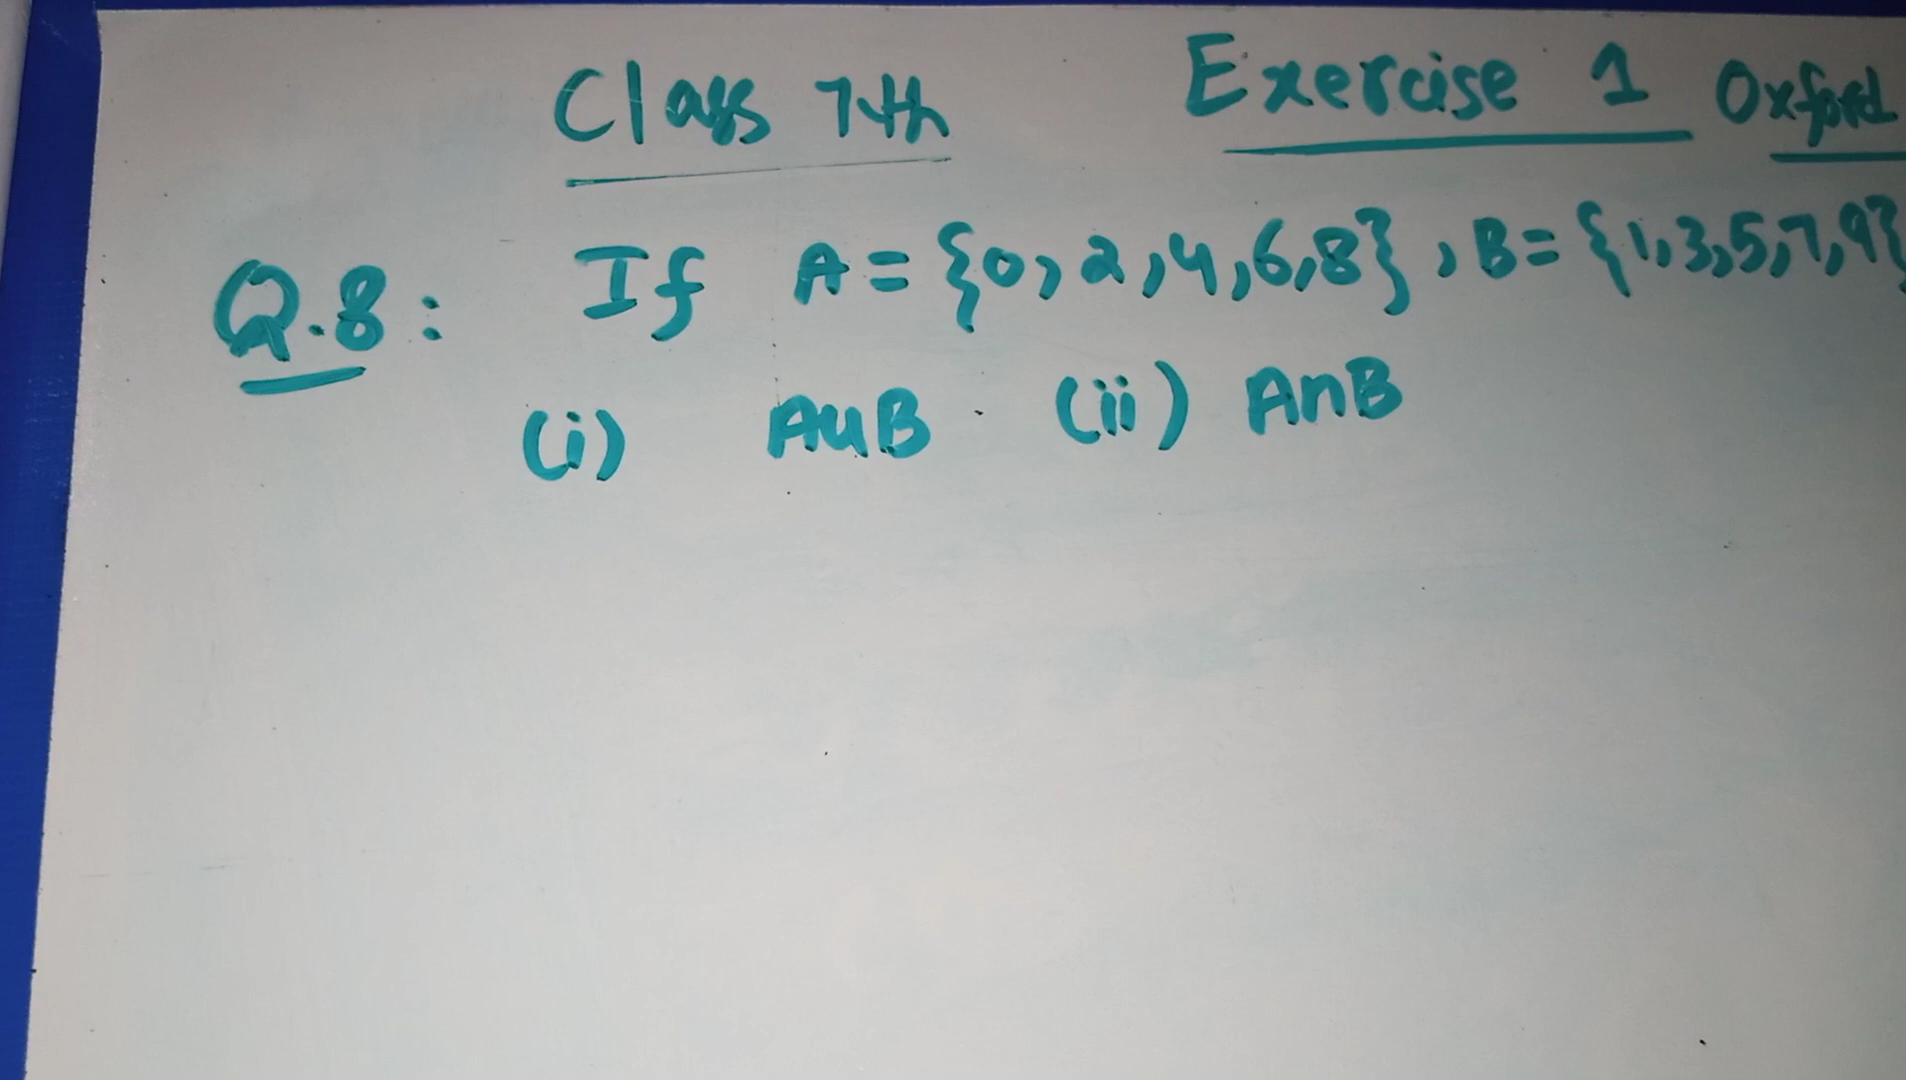 Class 7th Exercise 1 Oxford
Q.8: If A = {0, 2, 4, 6, 8}, B = {1, 3, 5, 7, 9}
(i) A∪B (ii) A∩B